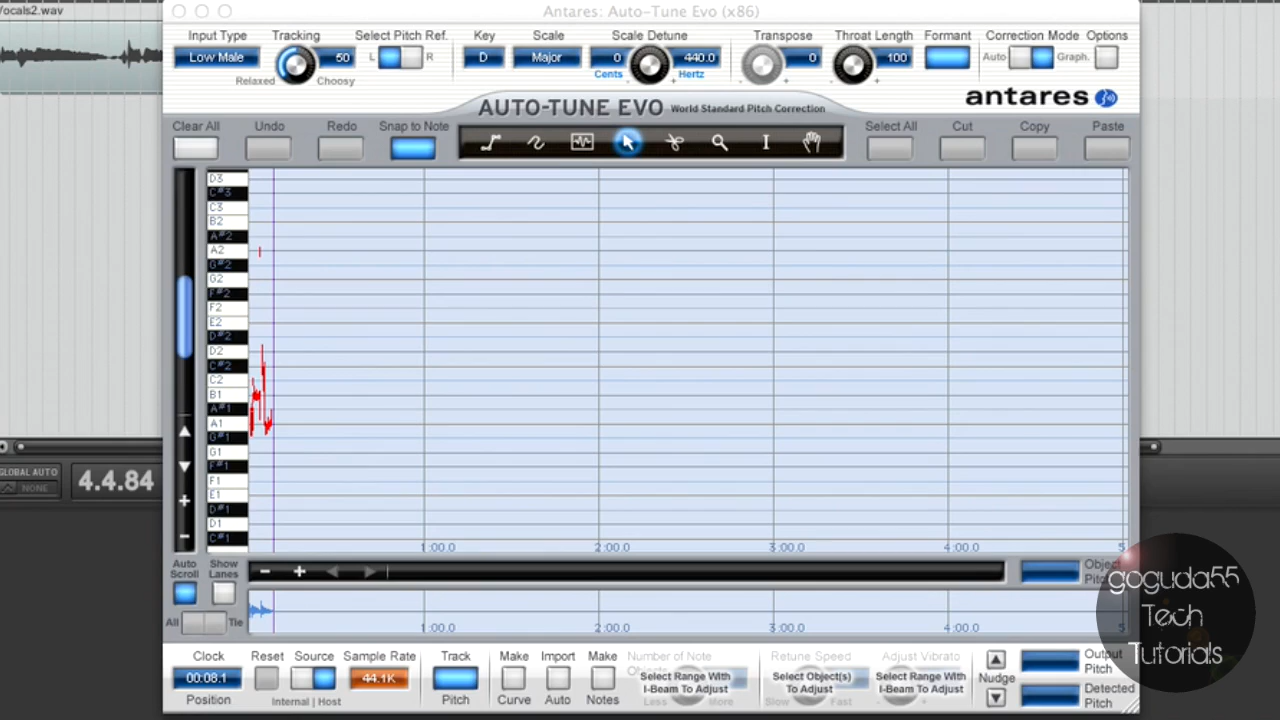 Vocals2.wav
Antares: Auto-Tune Evo (x86)
Input Type Tracking Select Pitch Ref. Key Scale Scale Detune Transpose Throat Length Formant Correction Mode Options
Low Male 50 L R D Major 0 440.0 - + 0 - + 100 Auto Graph.
Relaxed Choosy Cents - + Hertz
antares
AUTO-TUNE EVO World Standard Pitch Correction
Clear All Undo Redo Snap to Note Select All Cut Copy Paste
D3
C#3
C3
B2
A#2
A2
G#2
G2
F#2
F2
E2
D#2
D2
C#2
C2
B1
A#1
A1
G#1
G1
F#1
F1
E1
D#1
D1
C#1
GLOBAL AUTO
NONE
4.4.84
1:00.0 2:00.0 3:00.0 4:00.0
Auto Scroll
Show Lanes
Object
All Tie
1:00.0 2:00.0 3:00.0 4:00.0 5
goguda55
Tech
Tutorials
Clock Reset Source Sample Rate Track Make Import Make Number of Note Objects Retune Speed Adjust Vibrato
00:08.1 44.1K
Position Internal | Host Pitch Curve Auto Notes
Select Range With
I-Beam To Adjust
Less More
Select Object(s)
To Adjust
Slow Fast
Select Range With
I-Beam To Adjust
- +
Nudge
Output
Pitch
Detected
Pitch